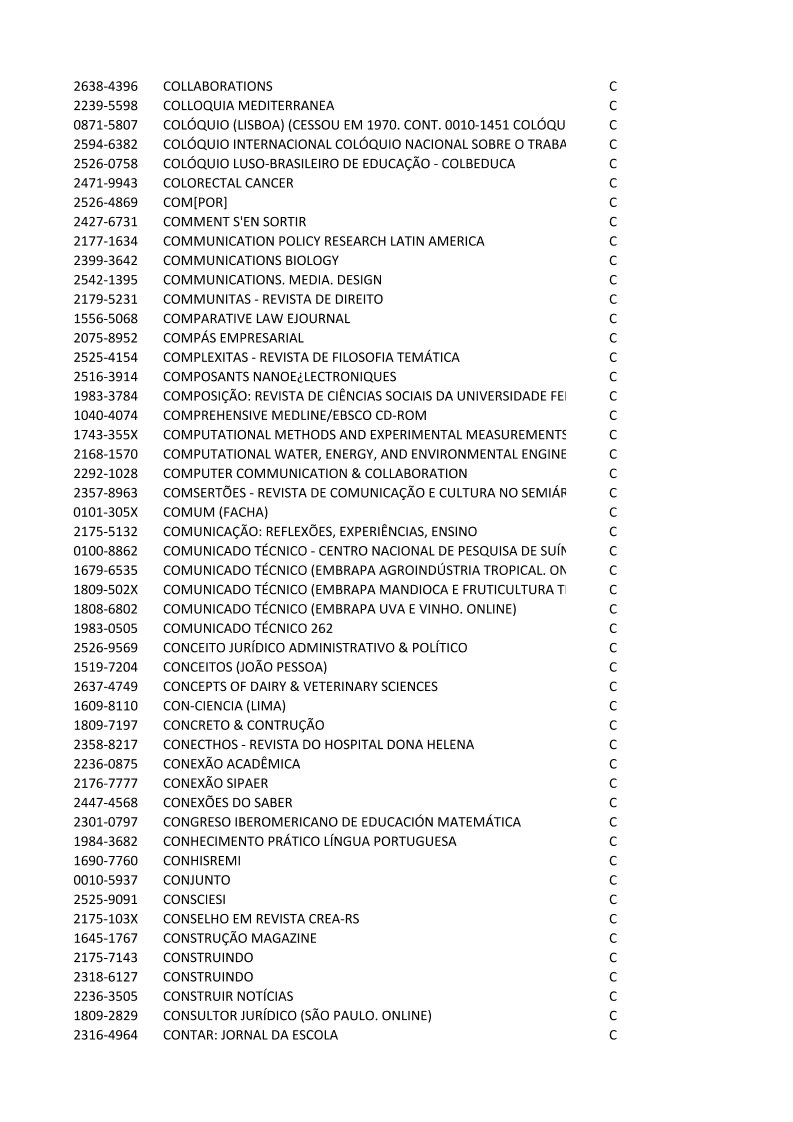 2638-4396 COLLABORATIONS C
2239-5598 COLLOQUIA MEDITERRANEA C
0871-5807 COLÓQUIO (LISBOA) (CESSOU EM 1970. CONT. 0010-1451 COLÓQU C
2594-6382 COLÓQUIO INTERNACIONAL COLÓQUIO NACIONAL SOBRE O TRABA C
2526-0758 COLÓQUIO LUSO-BRASILEIRO DE EDUCAÇÃO - COLBEDUCA C
2471-9943 COLORECTAL CANCER C
2526-4869 COM[POR] C
2427-6731 COMMENT S'EN SORTIR C
2177-1634 COMMUNICATION POLICY RESEARCH LATIN AMERICA C
2399-3642 COMMUNICATIONS BIOLOGY C
2542-1395 COMMUNICATIONS. MEDIA. DESIGN C
2179-5231 COMMUNITAS - REVISTA DE DIREITO C
1556-5068 COMPARATIVE LAW EJOURNAL C
2075-8952 COMPÁS EMPRESARIAL C
2525-4154 COMPLEXITAS - REVISTA DE FILOSOFIA TEMÁTICA C
2516-3914 COMPOSANTS NANOE¿LECTRONIQUES C
1983-3784 COMPOSIÇÃO: REVISTA DE CIÊNCIAS SOCIAIS DA UNIVERSIDADE FE C
1040-4074 COMPREHENSIVE MEDLINE/EBSCO CD-ROM C
1743-355X COMPUTATIONAL METHODS AND EXPERIMENTAL MEASUREMENTS C
2168-1570 COMPUTATIONAL WATER, ENERGY, AND ENVIRONMENTAL ENGINE C
2292-1028 COMPUTER COMMUNICATION & COLLABORATION C
2357-8963 COMSERTÕES - REVISTA DE COMUNICAÇÃO E CULTURA NO SEMIÁR C
0101-305X COMUM (FACHA) C
2175-5132 COMUNICAÇÃO: REFLEXÕES, EXPERIÊNCIAS, ENSINO C
0100-8862 COMUNICADO TÉCNICO - CENTRO NACIONAL DE PESQUISA DE SUÍN C
1679-6535 COMUNICADO TÉCNICO (EMBRAPA AGROINDÚSTRIA TROPICAL. ON C
1809-502X COMUNICADO TÉCNICO (EMBRAPA MANDIOCA E FRUTICULTURA T C
1808-6802 COMUNICADO TÉCNICO (EMBRAPA UVA E VINHO. ONLINE) C
1983-0505 COMUNICADO TÉCNICO 262 C
2526-9569 CONCEITO JURÍDICO ADMINISTRATIVO & POLÍTICO C
1519-7204 CONCEITOS (JOÃO PESSOA) C
2637-4749 CONCEPTS OF DAIRY & VETERINARY SCIENCES C
1609-8110 CON-CIENCIA (LIMA) C
1809-7197 CONCRETO & CONTRUÇÃO C
2358-8217 CONECTHOS - REVISTA DO HOSPITAL DONA HELENA C
2236-0875 CONEXÃO ACADÊMICA C
2176-7777 CONEXÃO SIPAER C
2447-4568 CONEXÕES DO SABER C
2301-0797 CONGRESO IBEROMERICANO DE EDUCACIÓN MATEMÁTICA C
1984-3682 CONHECIMENTO PRÁTICO LÍNGUA PORTUGUESA C
1690-7760 CONHISREMI C
0010-5937 CONJUNTO C
2525-9091 CONSCIESI C
2175-103X CONSELHO EM REVISTA CREA-RS C
1645-1767 CONSTRUÇÃO MAGAZINE C
2175-7143 CONSTRUINDO C
2318-6127 CONSTRUINDO C
2236-3505 CONSTRUIR NOTÍCIAS C
1809-2829 CONSULTOR JURÍDICO (SÃO PAULO. ONLINE) C
2316-4964 CONTAR: JORNAL DA ESCOLA C